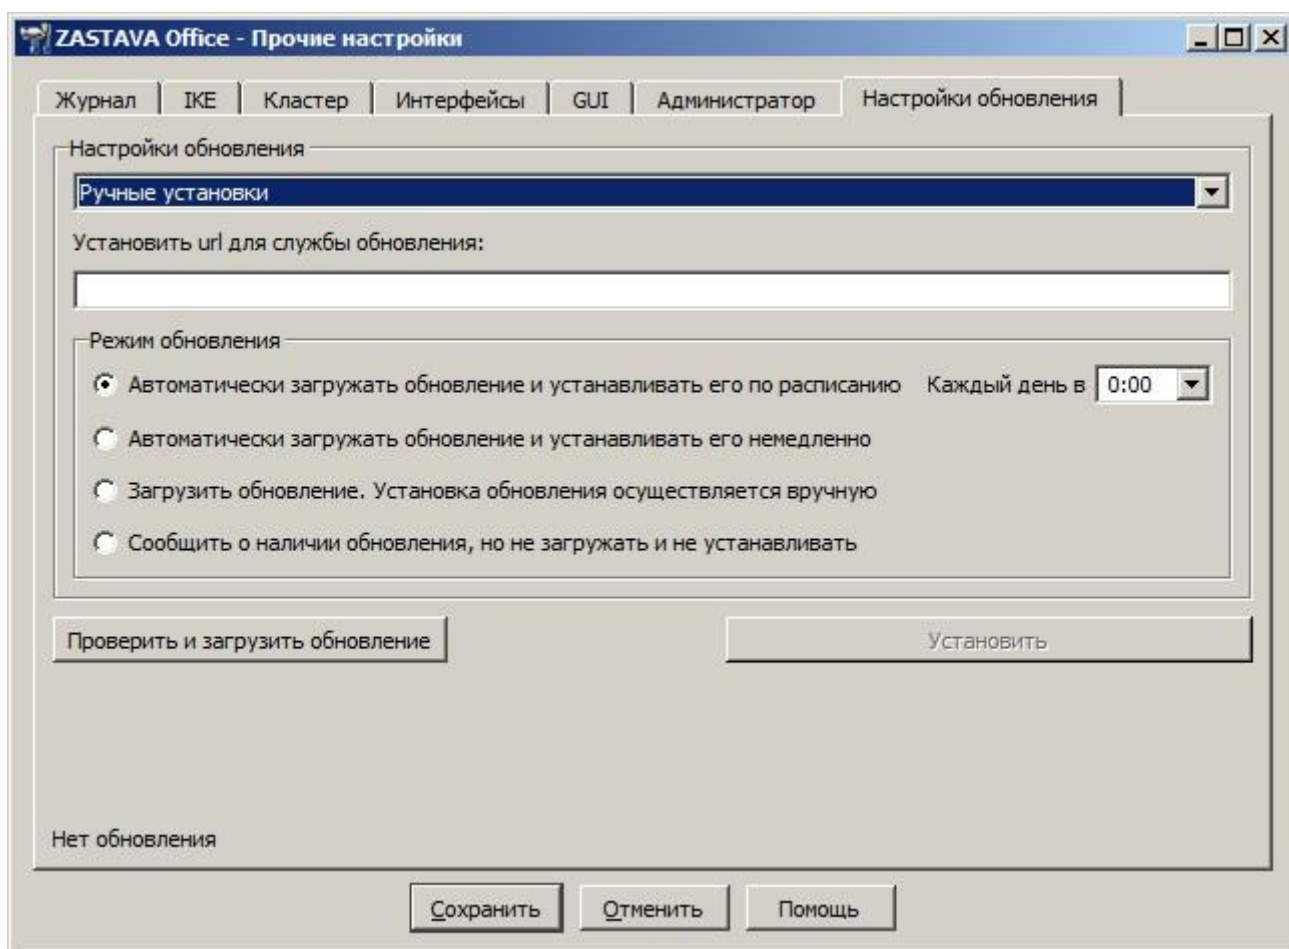 ZASTAVA Office - Прочие настройки
Журнал IKE Кластер Интерфейсы GUI Администратор Настройки обновления
Настройки обновления
Ручные установки
Установить url для службы обновления:
Режим обновления
Автоматически загружать обновление и устанавливать его по расписанию Каждый день в 0:00
Автоматически загружать обновление и устанавливать его немедленно
Загрузить обновление. Установка обновления осуществляется вручную
Сообщить о наличии обновления, но не загружать и не устанавливать
Проверить и загрузить обновление Установить
Нет обновления
Сохранить Отменить Помощь